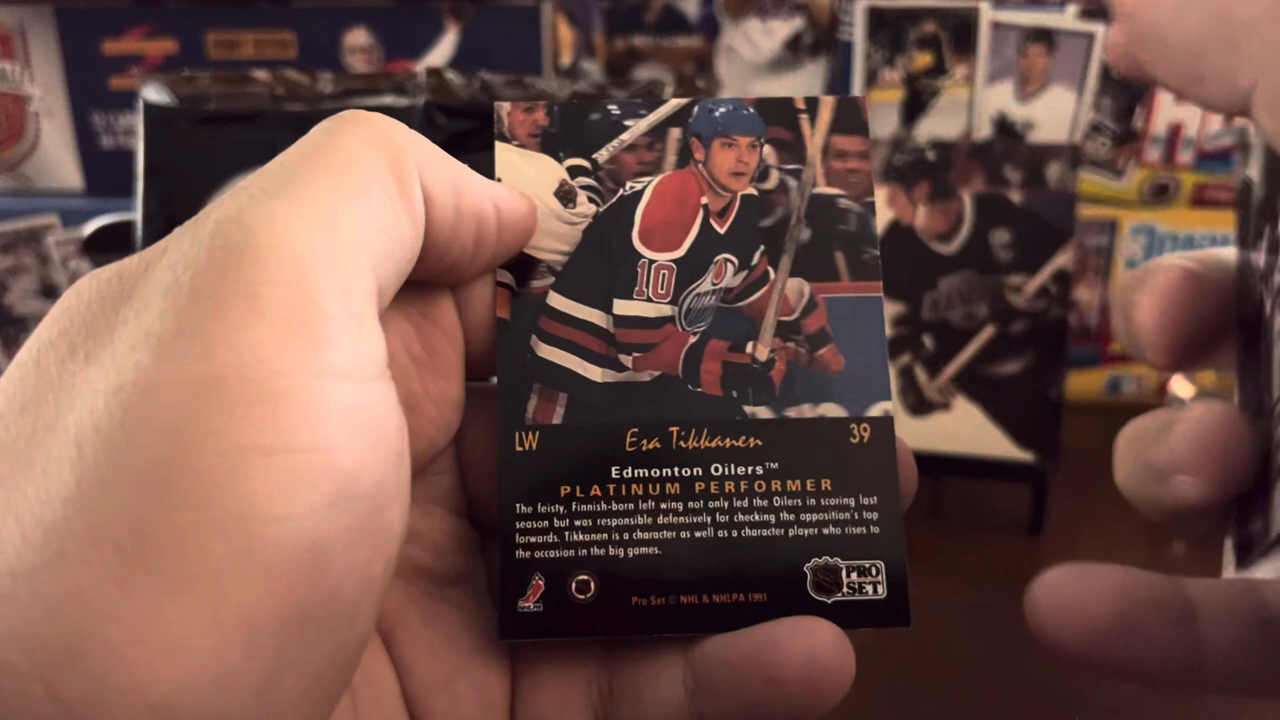 10
LW Esa Tikkanen 39
Edmonton Oilers™
PLATINUM PERFORMER
The feisty, Finnish-born left wing not only led the Oilers in scoring last
season but was responsible defensively for checking the opposition's top
forwards. Tikkanen is a character as well as a character player who rises to
the occasion in the big games.
PRO
SET
NHLPA
Pro Set © NHL & NHLPA 1991